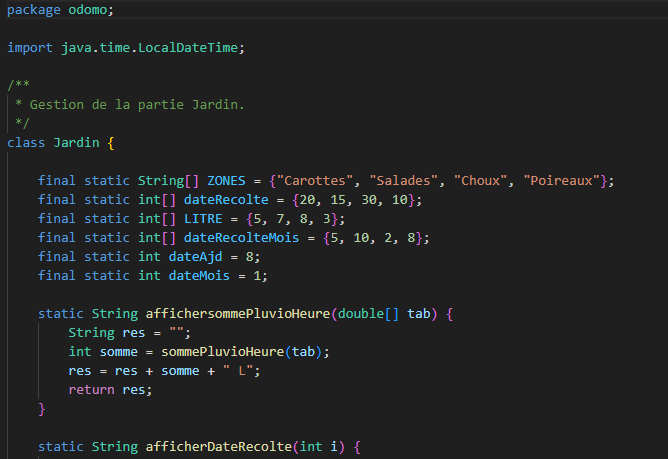 package odomo;
import java.time.LocalDateTime;
/**
* Gestion de la partie Jardin.
*/
class Jardin {
final static String[] ZONES = {"Carottes", "Salades", "Choux", "Poireaux"};
final static int[] dateRecolte = {20, 15, 30, 10};
final static int[] LITRE = {5, 7, 8, 3};
final static int[] dateRecolteMois = {5, 10, 2, 8};
final static int dateAjd = 8;
final static int dateMois = 1;
static String affichersommePluvioHeure(double[] tab) {
String res = "";
int somme = sommePluvioHeure(tab);
res = res + somme + " L";
return res;
}
static String afficherDateRecolte(int i) {